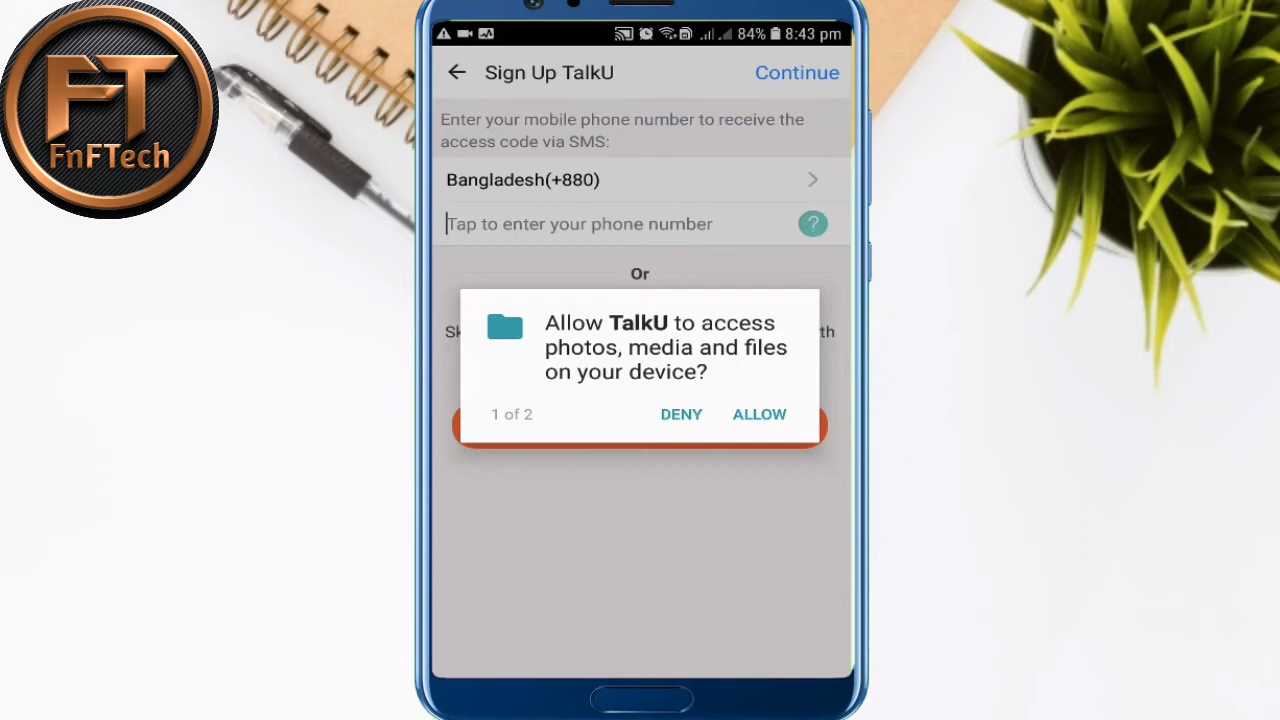 FT
FnFTech
84% 8:43 pm
Sign Up TalkU
Continue
Enter your mobile phone number to receive the
access code via SMS:
Bangladesh(+880)
Tap to enter your phone number
?
Or
Sk
th
Allow TalkU to access
photos, media and files
on your device?
1 of 2
DENY
ALLOW